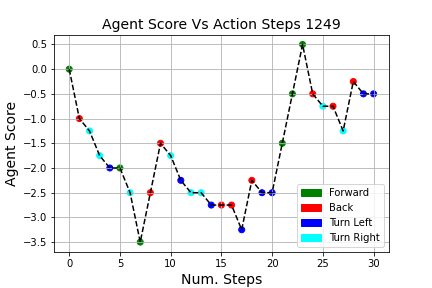 Agent Score Vs Action Steps 1249
Agent Score
0.5
0.0
−0.5
−1.0
−1.5
−2.0
−2.5
−3.0
−3.5
Forward
Back
Turn Left
Turn Right
0 5 10 15 20 25 30
Num. Steps